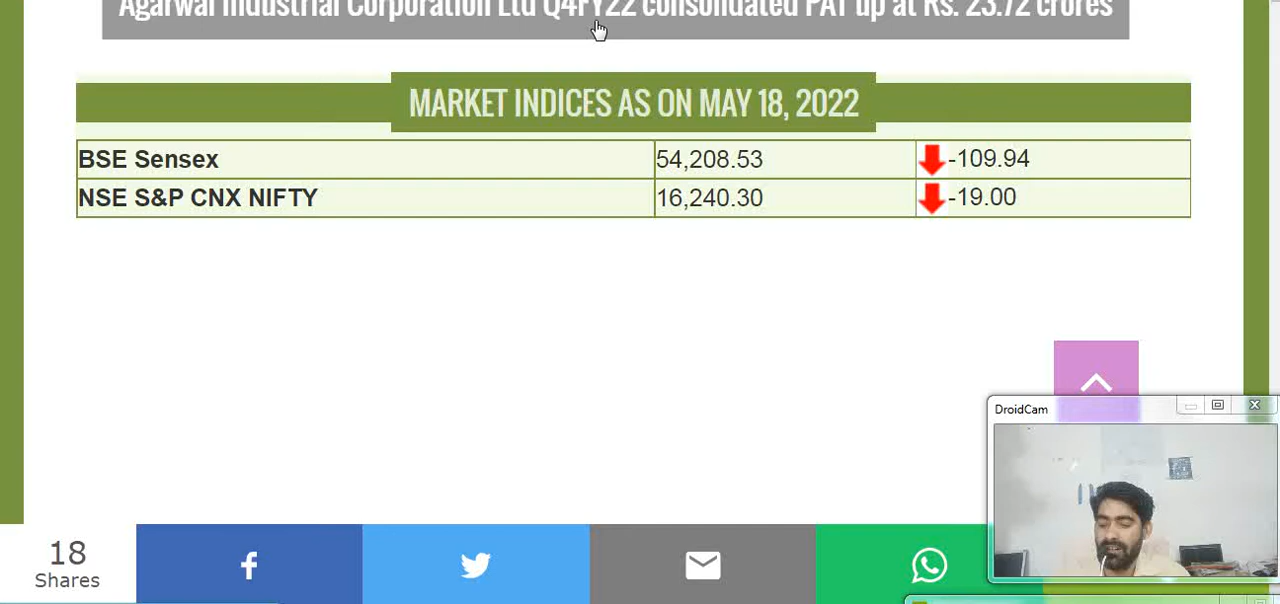 Agarwal Industrial Corporation Ltd Q4FY22 consolidated PAT up at Rs. 23.72 crores
MARKET INDICES AS ON MAY 18, 2022
BSE Sensex 54,208.53 -109.94
NSE S&P CNX NIFTY 16,240.30 -19.00
DroidCam
18
Shares